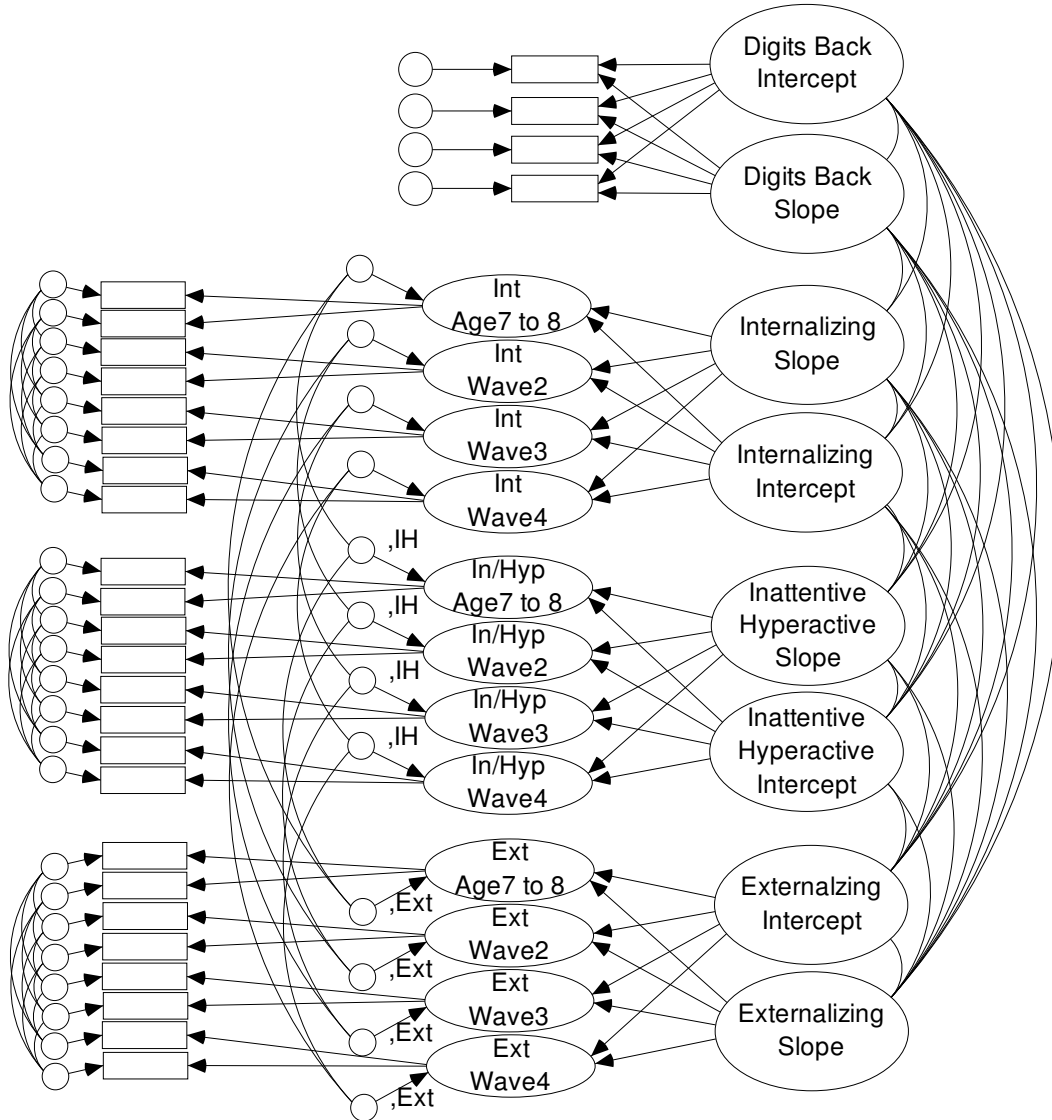 Digits Back
Intercept
Digits Back
Slope
Int
Age7 to 8
Int
Wave2
Int
Wave3
Int
Wave4
Internalizing
Slope
Internalizing
Intercept
,IH
In/Hyp
Age7 to 8
,IH
In/Hyp
Wave2
,IH
In/Hyp
Wave3
,IH
In/Hyp
Wave4
Inattentive
Hyperactive
Slope
Inattentive
Hyperactive
Intercept
Ext
Age7 to 8
,Ext
Ext
Wave2
,Ext
Ext
Wave3
,Ext
Ext
Wave4
,Ext
Externalzing
Intercept
Externalizing
Slope